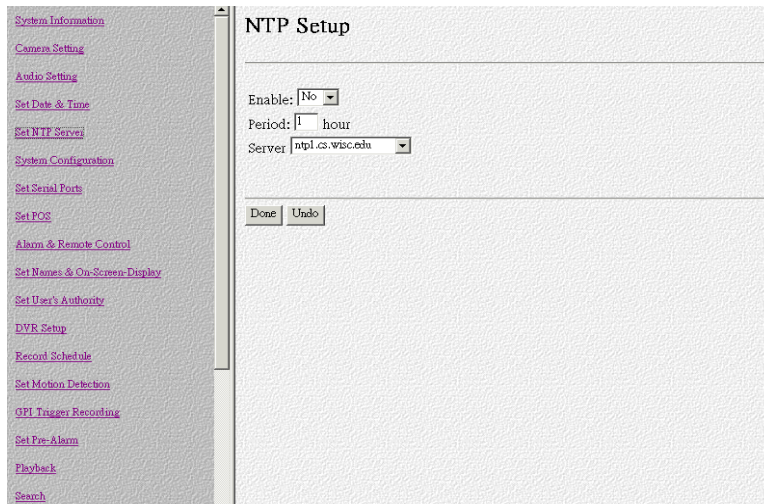 System Information
Camera Setting
Audio Setting
Set Date & Time
Set NTP Server
System Configuration
Set Serial Ports
Set POS
Alarm & Remote Control
Set Names & On-Screen-Display
Set User's Authority
DVR Setup
Record Schedule
Set Motion Detection
GPI Trigger Recording
Set Pre-Alarm
Playback
Search
NTP Setup
Enable: No
Period: 1 hour
Server ntp1.cs.wisc.edu
Done Undo